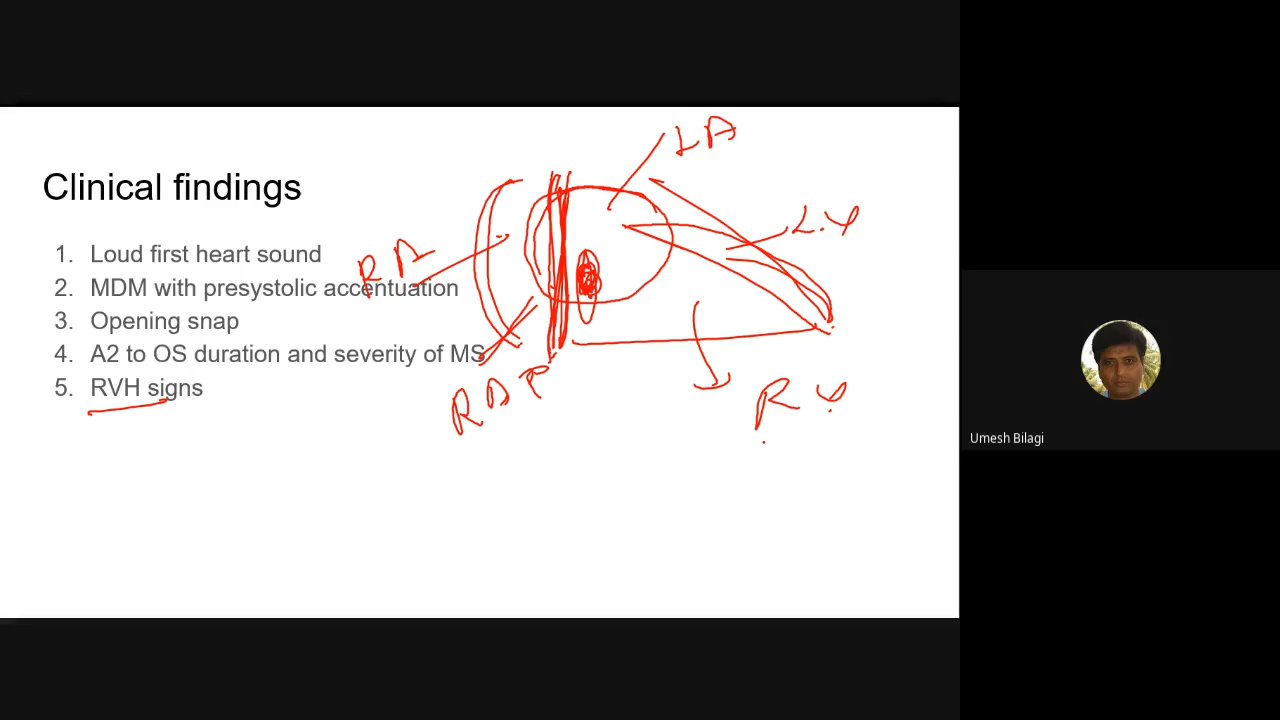 Clinical findings
1. Loud first heart sound
2. MDM with presystolic accentuation
3. Opening snap
4. A2 to OS duration and severity of MS
5. RVH signs
LA
L.V
RA
RAP
RV
Umesh Bilagi